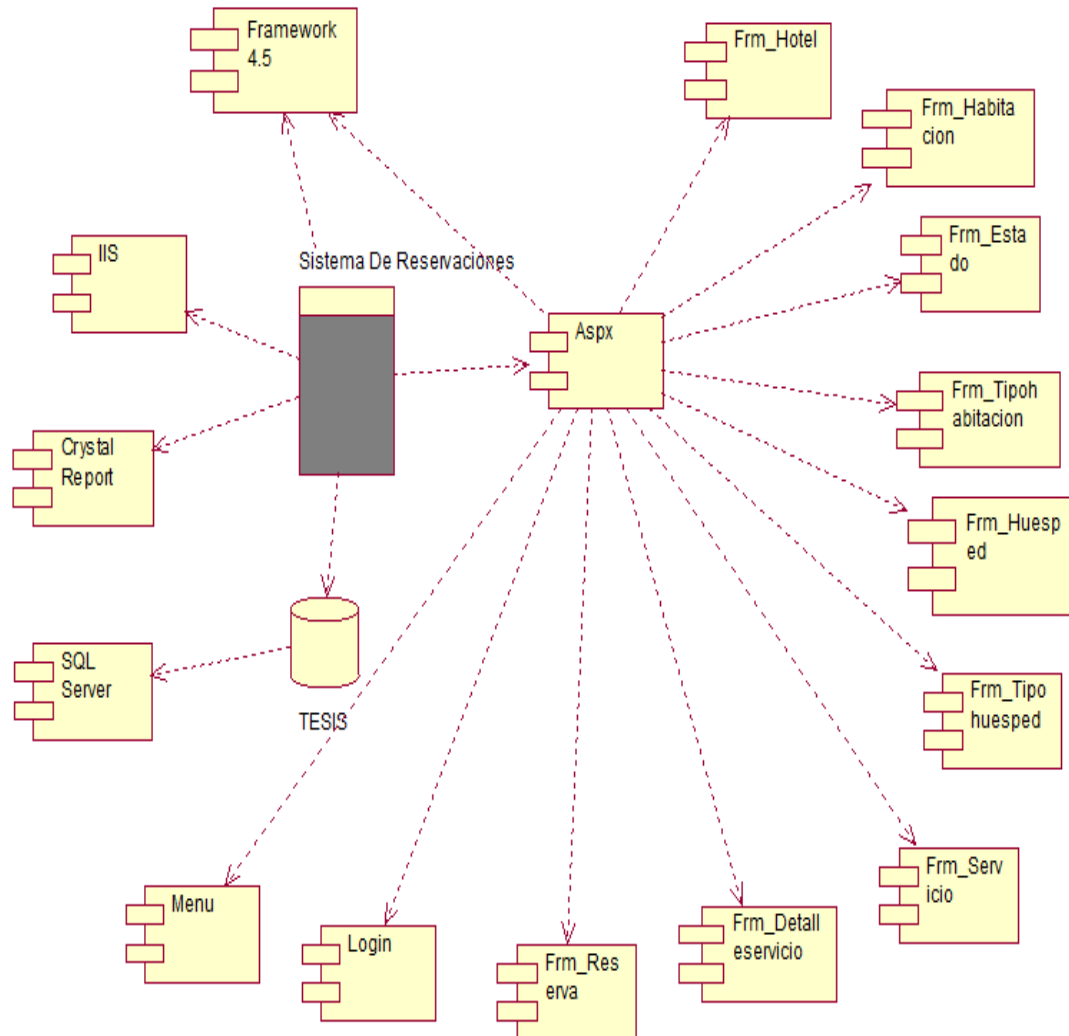 Framework
4.5
Frm_Hotel
Frm_Habita
cion
Frm_Esta
do
IIS
Sistema De Reservaciones
Aspx
Frm_Tipoh
abitacion
Crystal
Report
Frm_Huesp
ed
SQL
Server
TESIS
Frm_Tipo
huesped
Frm_Serv
icio
Menu
Login
Frm_Res
erva
Frm_Detall
eservicio